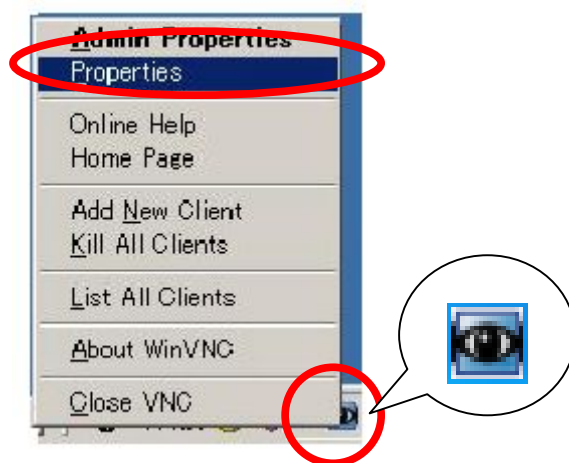 Admin Properties
Properties
Online Help
Home Page
Add New Client
Kill All Clients
List All Clients
About WinVNC
Close VNC